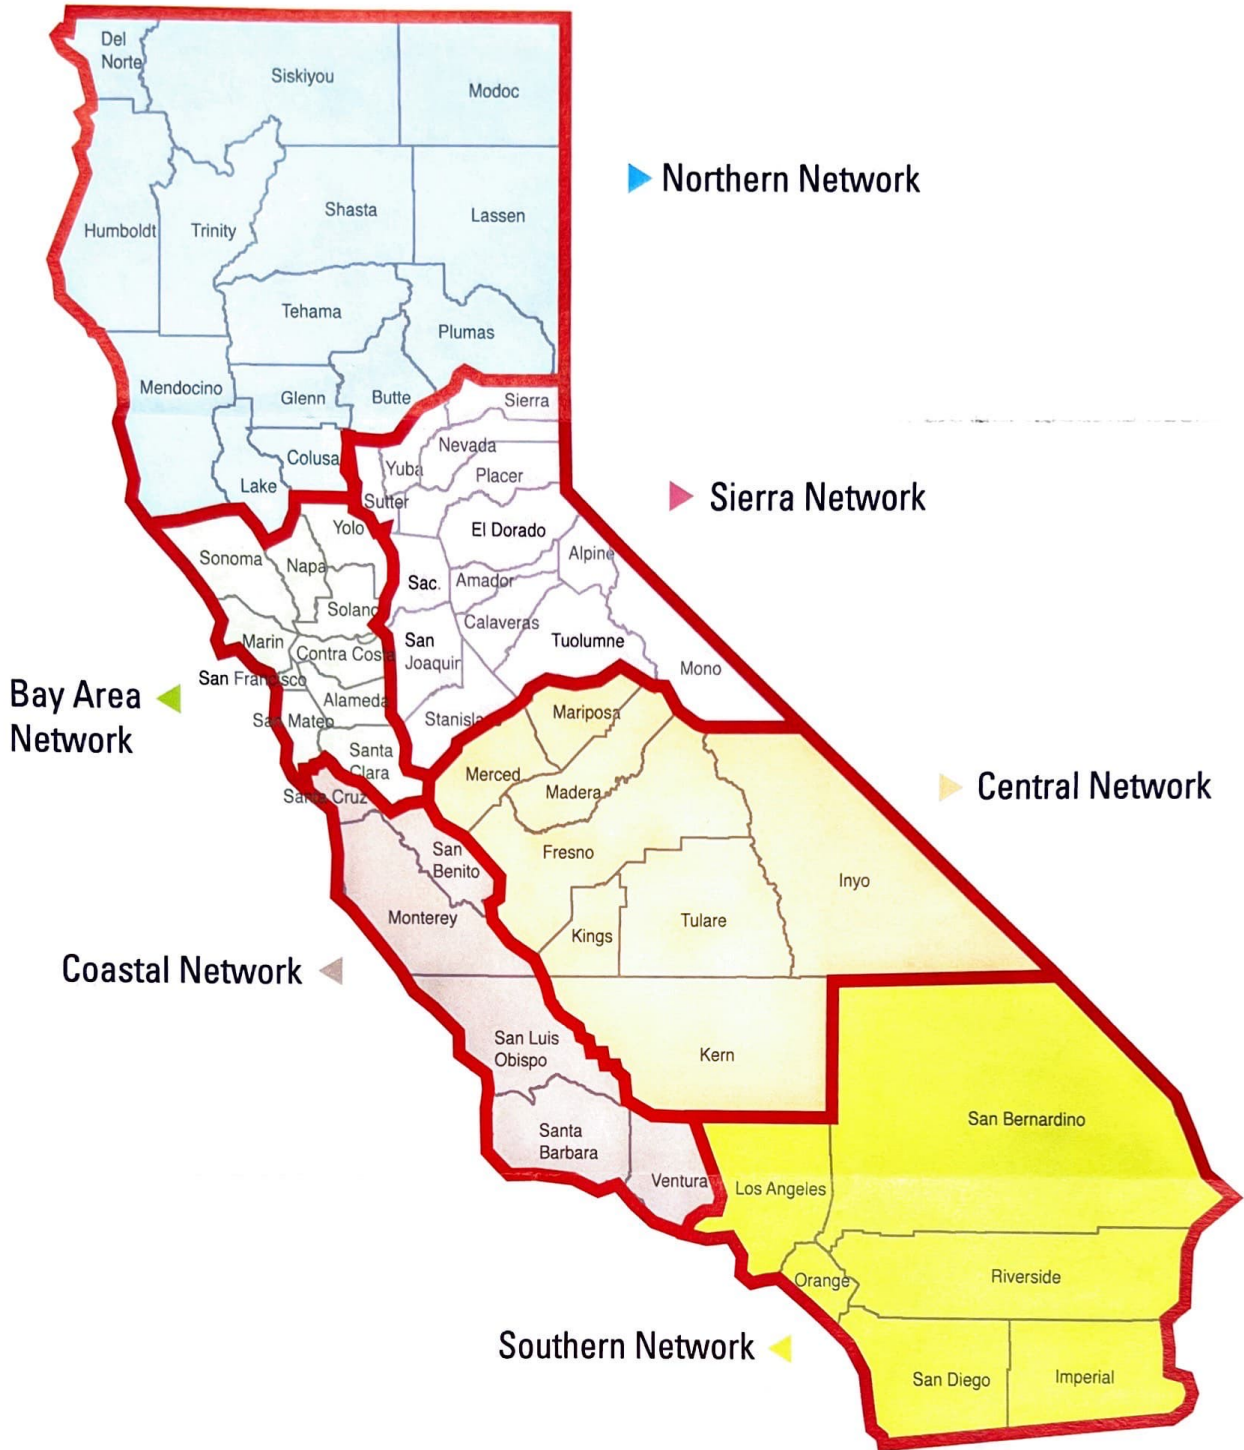 Del
Norte
Siskiyou
Modoc
Northern Network
Humboldt
Trinity
Shasta
Lassen
Tehama
Plumas
Mendocino
Glenn
Butte
Sierra
Nevada
Colusa
Yuba
Placer
Lake
Sutter
Sierra Network
Yolo
El Dorado
Sonoma
Napa
Alpine
Sac.
Amador
Solano
Calaveras
Marin
San
Joaquin
Tuolumne
Contra Costa
Mono
San Francisco
Bay Area
Network
Alameda
San Mateo
Stanislaus
Mariposa
Santa
Clara
Merced
Madera
Central Network
Santa Cruz
San
Benito
Fresno
Inyo
Monterey
Kings
Tulare
Coastal Network
San Luis
Obispo
Kern
Santa
Barbara
San Bernardino
Ventura
Los Angeles
Orange
Riverside
Southern Network
San Diego
Imperial